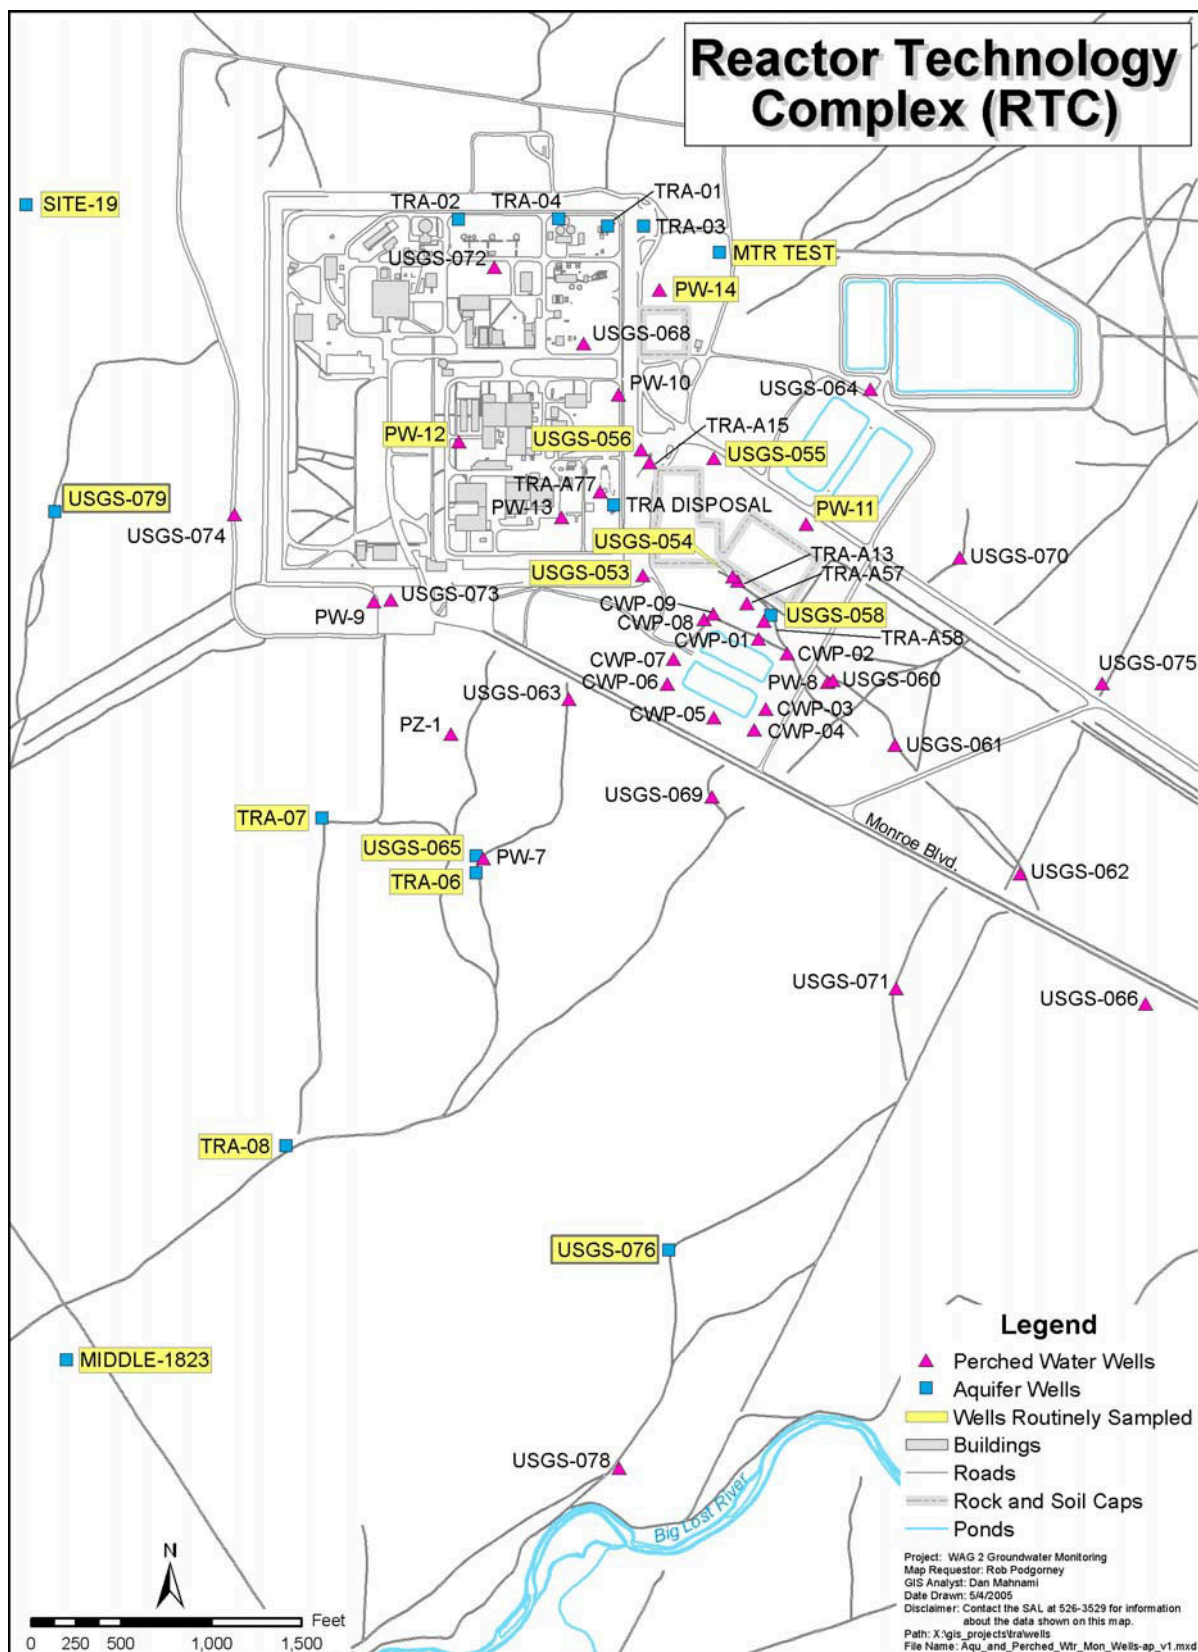 Reactor Technology
Complex (RTC)
SITE-19
TRA-02
TRA-04
TRA-01
TRA-03
USGS-072
MTR TEST
PW-14
USGS-068
PW-10
USGS-064
TRA-A15
PW-12
USGS-056
USGS-055
USGS-079
TRA-A77
TRA DISPOSAL
USGS-074
PW-13
PW-11
USGS-054
TRA-A13
USGS-070
USGS-053
TRA-A57
PW-9
USGS-073
CWP-09
USGS-058
CWP-08
CWP-01
TRA-A58
CWP-02
CWP-07
USGS-075
CWP-06
PW-8
USGS-060
USGS-063
CWP-05
CWP-03
PZ-1
CWP-04
USGS-061
USGS-069
TRA-07
Monroe Blvd.
USGS-065
PW-7
TRA-06
USGS-062
USGS-071
USGS-066
TRA-08
USGS-076
MIDDLE-1823
USGS-078
Big Lost River
Legend
Perched Water Wells
Aquifer Wells
Wells Routinely Sampled
Buildings
Roads
Rock and Soil Caps
Ponds
N
Feet
0 250 500 1,000 1,500
Project: WAG 2 Groundwater Monitoring
Map Requestor: Rob Podgorney
GIS Analyst: Dan Mahnami
Date Drawn: 5/4/2005
Disclaimer: Contact the SAL at 526-3529 for information
about the data shown on this map.
Path: X:\gis_projects\tra\wells
File Name: Aqu_and_Perched_Wtr_Mon_Wells-ap_v1.mxd